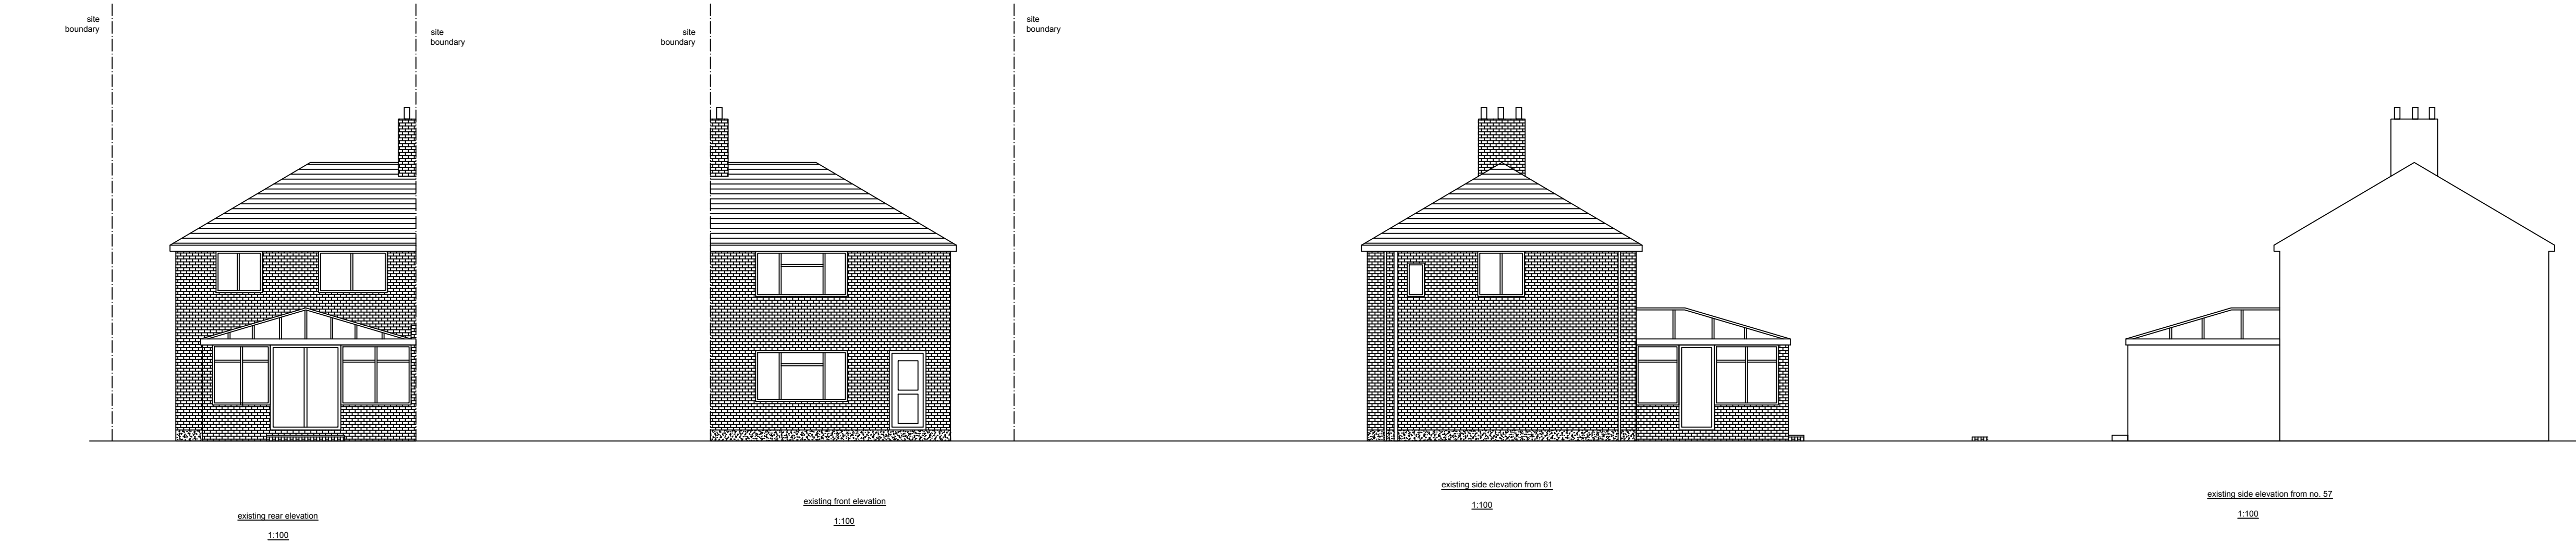 site
boundary
site
boundary
site
boundary
site
boundary
existing rear elevation
1:100
existing front elevation
1:100
existing side elevation from 61
1:100
existing side elevation from no. 57
1:100